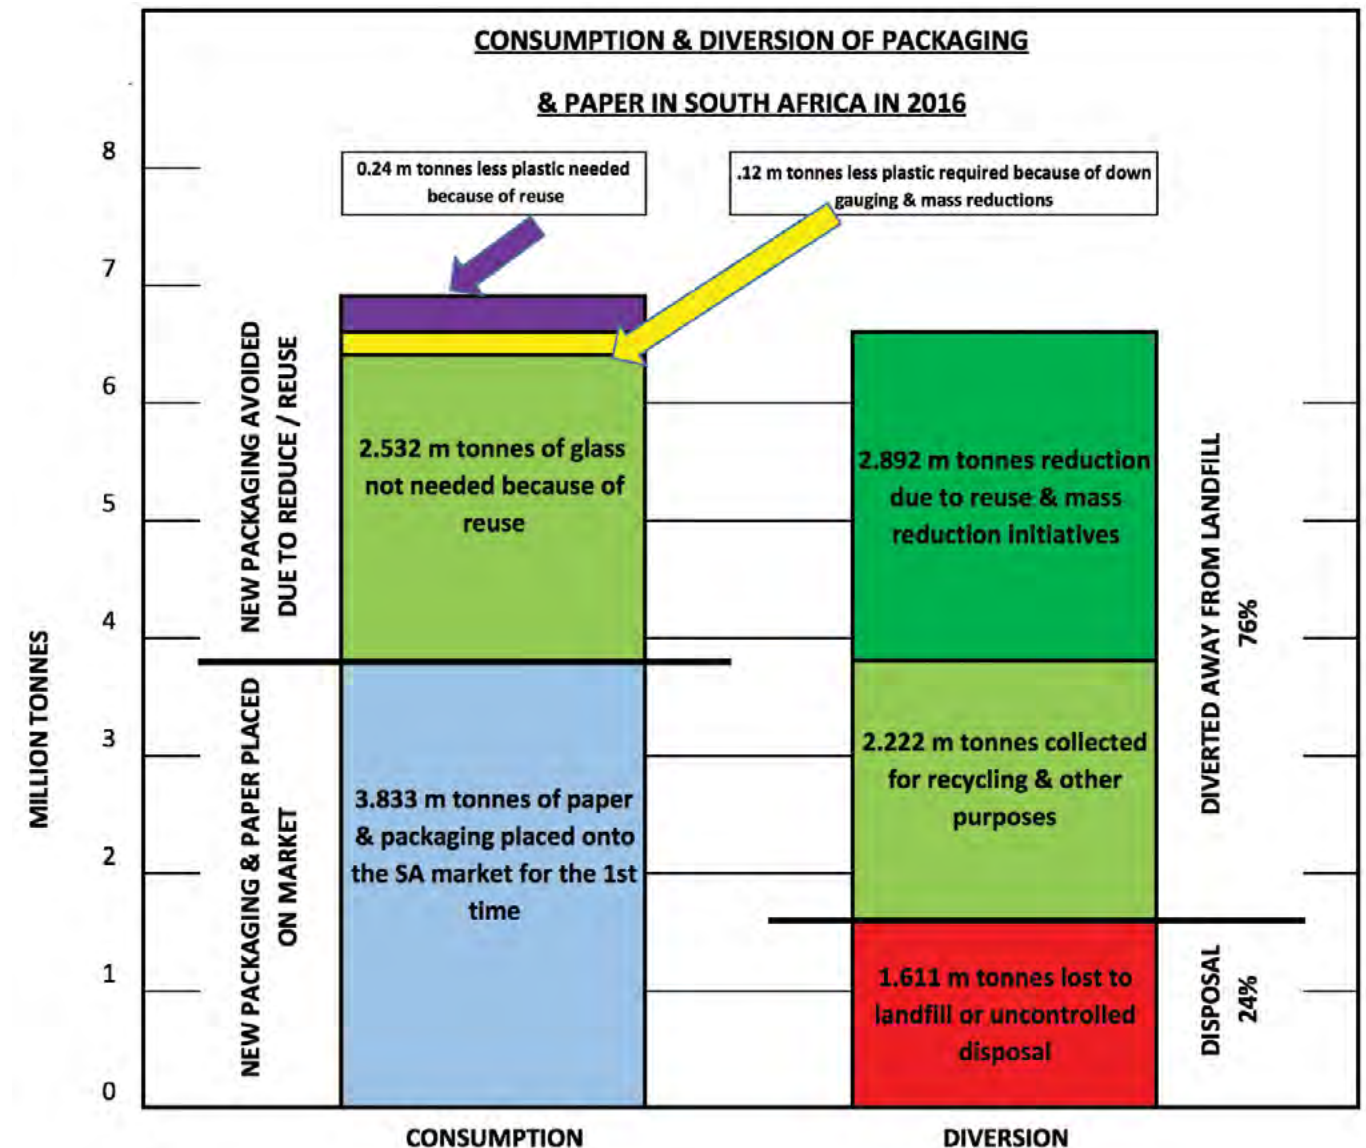 CONSUMPTION & DIVERSION OF PACKAGING
& PAPER IN SOUTH AFRICA IN 2016
8
7
6
5
4
3
2
1
0
MILLION TONNES
NEW PACKAGING AVOIDED
DUE TO REDUCE / REUSE
NEW PACKAGING & PAPER PLACED
ON MARKET
0.24 m tonnes less plastic needed
because of reuse
.12 m tonnes less plastic required because of down
gauging & mass reductions
2.532 m tonnes of glass
not needed because of
reuse
3.833 m tonnes of paper
& packaging placed onto
the SA market for the 1st
time
2.892 m tonnes reduction
due to reuse & mass
reduction initiatives
2.222 m tonnes collected
for recycling & other
purposes
1.611 m tonnes lost to
landfill or uncontrolled
disposal
DIVERTED AWAY FROM LANDFILL
76%
DISPOSAL
24%
CONSUMPTION
DIVERSION